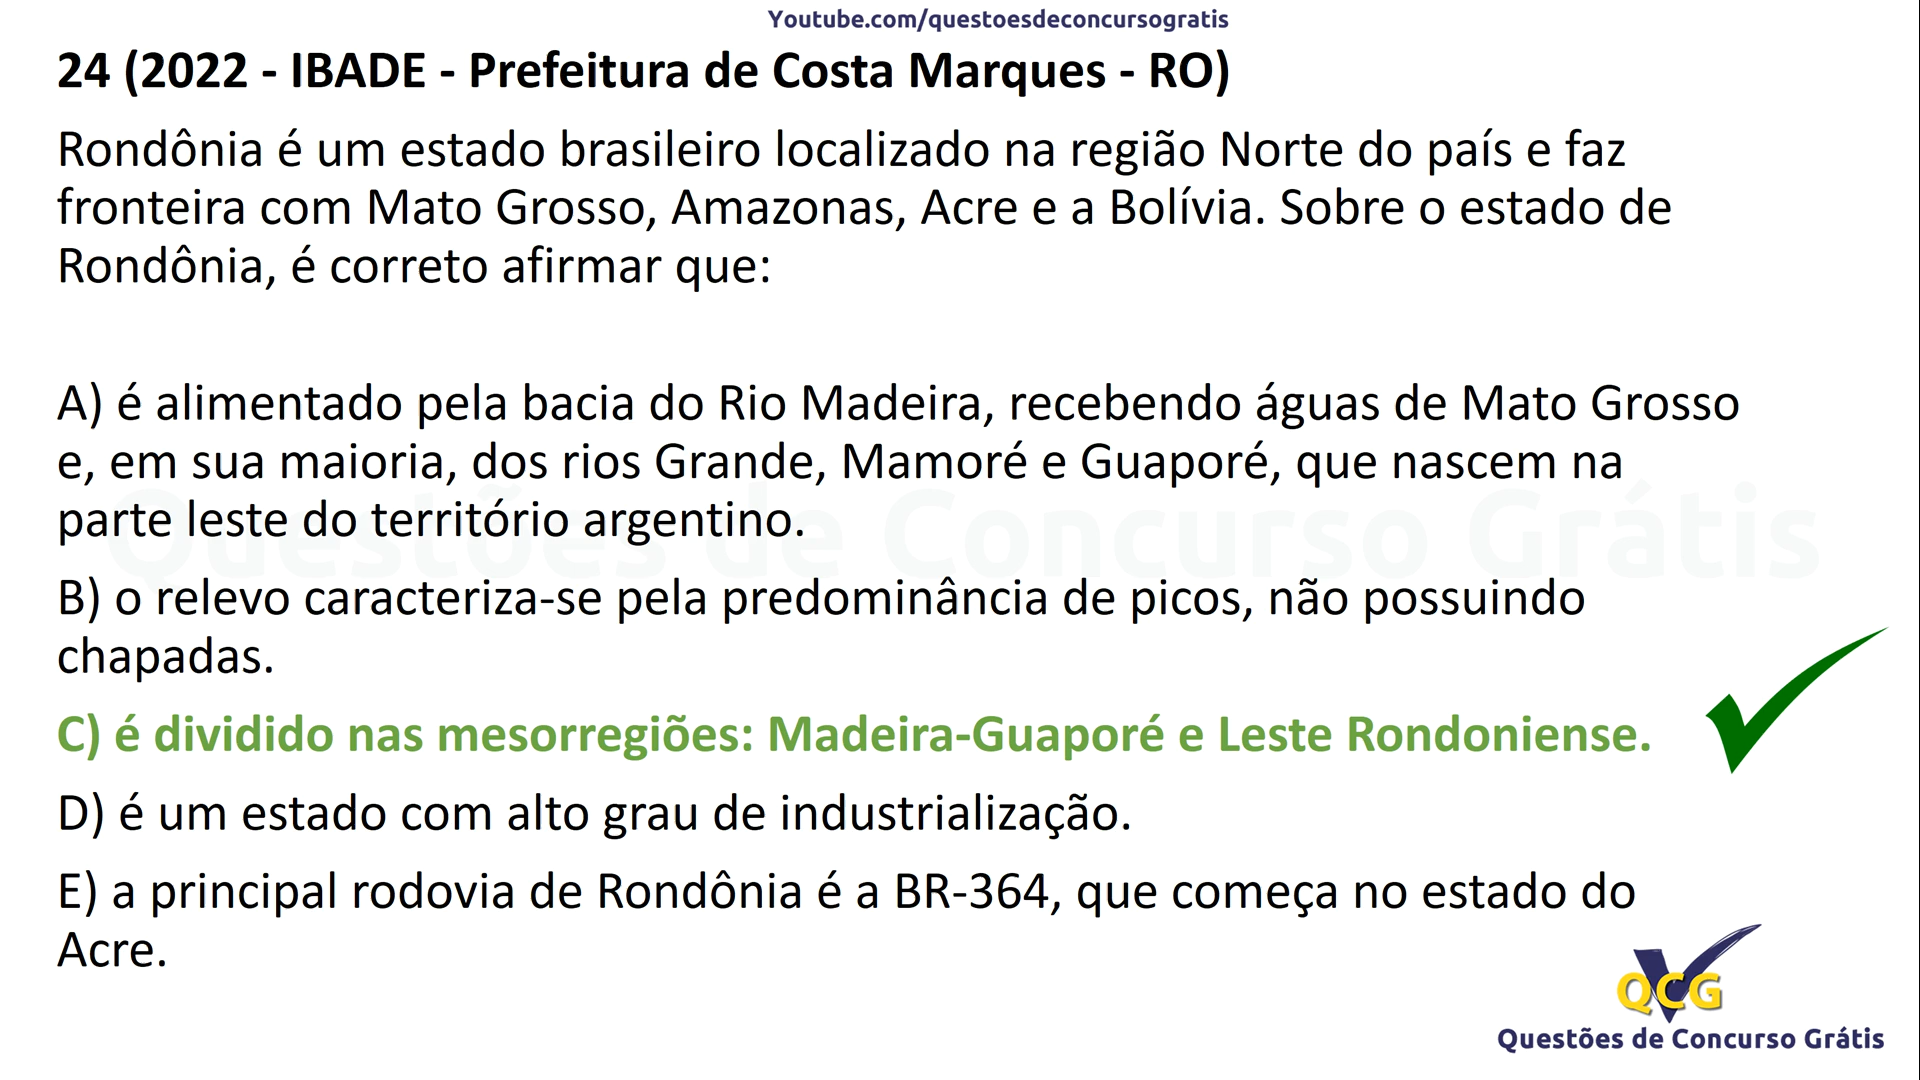 Youtube.com/questoesdeconcursogratis
24 (2022 - IBADE - Prefeitura de Costa Marques - RO)
Rondônia é um estado brasileiro localizado na região Norte do país e faz
fronteira com Mato Grosso, Amazonas, Acre e a Bolívia. Sobre o estado de
Rondônia, é correto afirmar que:
A) é alimentado pela bacia do Rio Madeira, recebendo águas de Mato Grosso
e, em sua maioria, dos rios Grande, Mamoré e Guaporé, que nascem na
parte leste do território argentino.
Questões de Concurso Grátis
B) o relevo caracteriza-se pela predominância de picos, não possuindo
chapadas.
C) é dividido nas mesorregiões: Madeira-Guaporé e Leste Rondoniense.
D) é um estado com alto grau de industrialização.
E) a principal rodovia de Rondônia é a BR-364, que começa no estado do
Acre.
QCG
Questões de Concurso Grátis